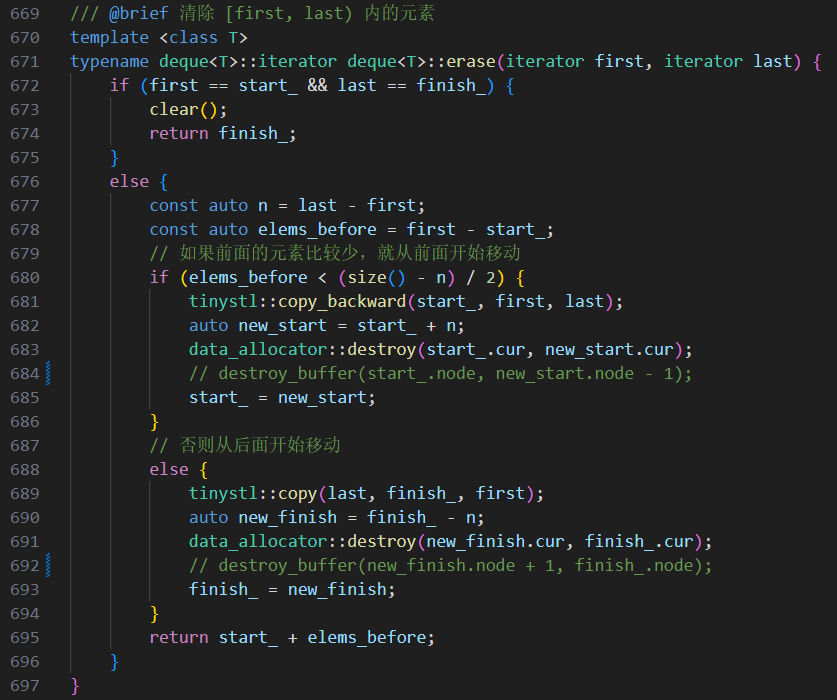 669 /// @brief 清除 [first, last) 内的元素
670 template <class T>
671 typename deque<T>::iterator deque<T>::erase(iterator first, iterator last) {
672     if (first == start_ && last == finish_) {
673         clear();
674         return finish_;
675     }
676     else {
677         const auto n = last - first;
678         const auto elems_before = first - start_;
679         // 如果前面的元素比较少，就从前面开始移动
680         if (elems_before < (size() - n) / 2) {
681             tinystl::copy_backward(start_, first, last);
682             auto new_start = start_ + n;
683             data_allocator::destroy(start_.cur, new_start.cur);
684             // destroy_buffer(start_.node, new_start.node - 1);
685             start_ = new_start;
686         }
687         // 否则从后面开始移动
688         else {
689             tinystl::copy(last, finish_, first);
690             auto new_finish = finish_ - n;
691             data_allocator::destroy(new_finish.cur, finish_.cur);
692             // destroy_buffer(new_finish.node + 1, finish_.node);
693             finish_ = new_finish;
694         }
695         return start_ + elems_before;
696     }
697 }